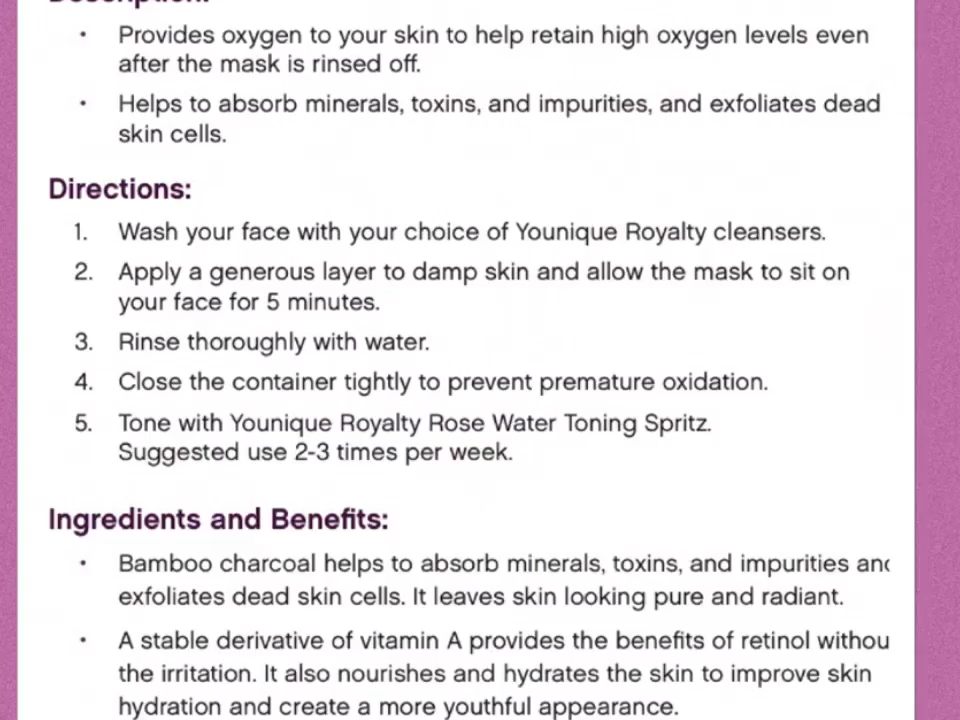 Description:
• Provides oxygen to your skin to help retain high oxygen levels even
after the mask is rinsed off.
• Helps to absorb minerals, toxins, and impurities, and exfoliates dead
skin cells.
Directions:
1. Wash your face with your choice of Younique Royalty cleansers.
2. Apply a generous layer to damp skin and allow the mask to sit on
your face for 5 minutes.
3. Rinse thoroughly with water.
4. Close the container tightly to prevent premature oxidation.
5. Tone with Younique Royalty Rose Water Toning Spritz.
Suggested use 2-3 times per week.
Ingredients and Benefits:
• Bamboo charcoal helps to absorb minerals, toxins, and impurities and
exfoliates dead skin cells. It leaves skin looking pure and radiant.
• A stable derivative of vitamin A provides the benefits of retinol withou
the irritation. It also nourishes and hydrates the skin to improve skin
hydration and create a more youthful appearance.